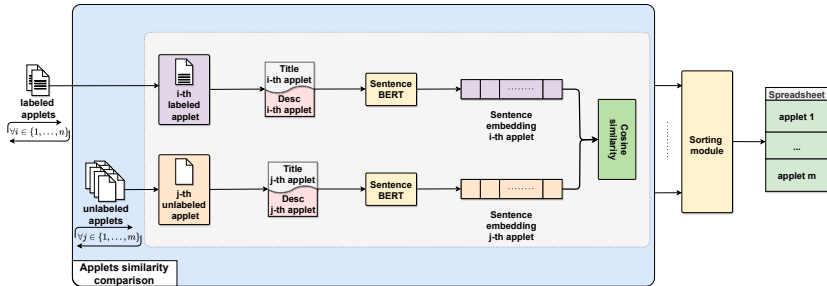 labeled
applets
∀i ∈ {1, . . . , n}
i-th
labeled
applet
Title
i-th applet
Desc
i-th applet
Sentence
BERT
........
Sentence
embedding
i-th applet
unlabeled
applets
∀j ∈ {1, . . . , m}
j-th
unlabeled
applet
Title
j-th applet
Desc
j-th applet
Sentence
BERT
........
Sentence
embedding
j-th applet
Cosine
similarity
........
Sorting
module
Spreadsheet
applet 1
...
applet m
Applets similarity
comparison